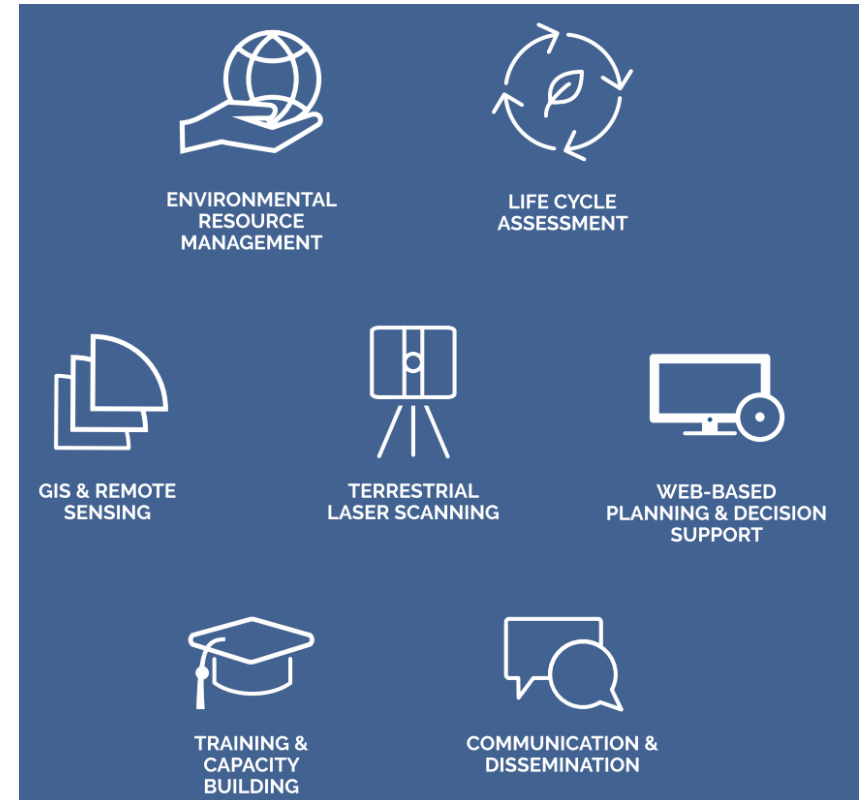 ENVIRONMENTAL
RESOURCE
MANAGEMENT
LIFE CYCLE
ASSESSMENT
GIS & REMOTE
SENSING
TERRESTRIAL
LASER SCANNING
WEB-BASED
PLANNING & DECISION
SUPPORT
TRAINING &
CAPACITY
BUILDING
COMMUNICATION &
DISSEMINATION